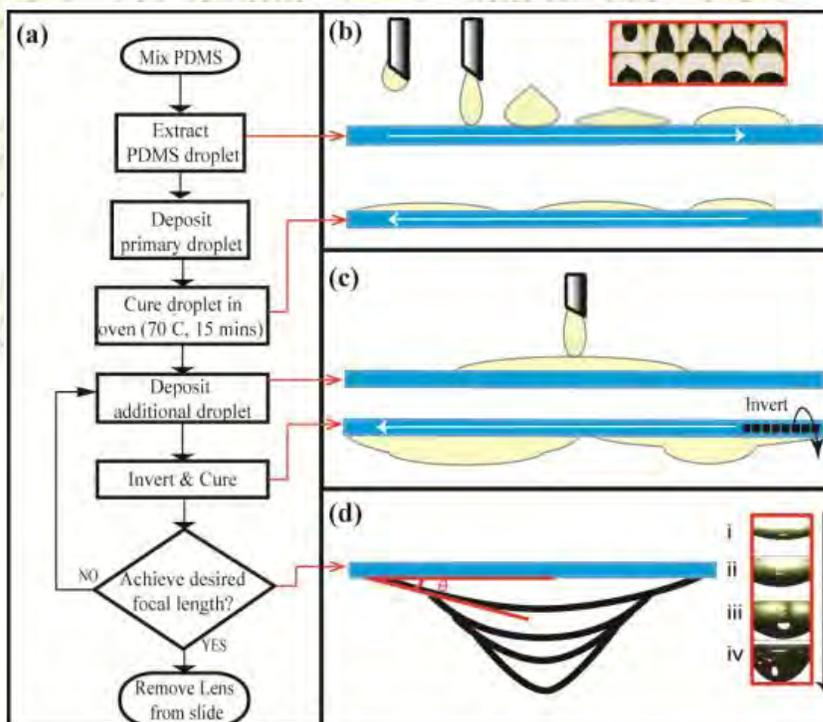 (a)
Mix PDMS
Extract
PDMS droplet
Deposit
primary droplet
Cure droplet in
oven (70 C, 15 mins)
Deposit
additional droplet
Invert & Cure
NO
Achieve desired
focal length?
YES
Remove Lens
from slide
(b)
(c)
Invert
(d)
θ
i
ii
iii
iv